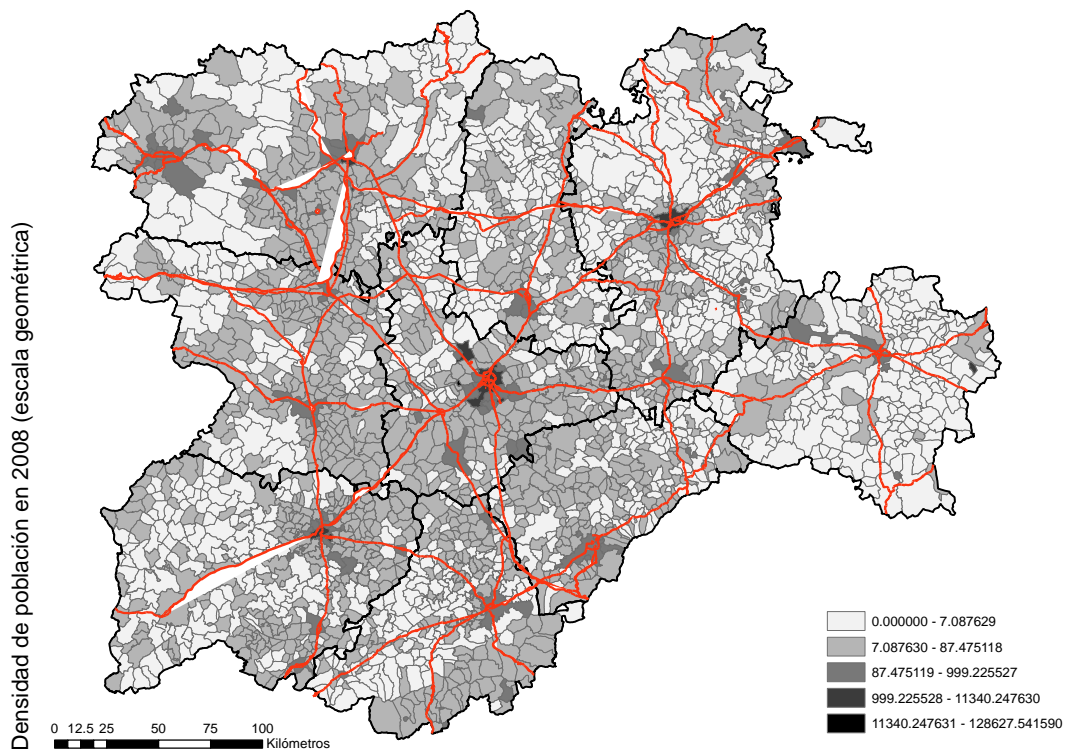 Densidad de población en 2008 (escala geométrica)
0.000000 - 7.087629
7.087630 - 87.475118
87.475119 - 999.225527
999.225528 - 11340.247630
11340.247631 - 128627.541590
0 12.5 25 50 75 100
Kilómetros